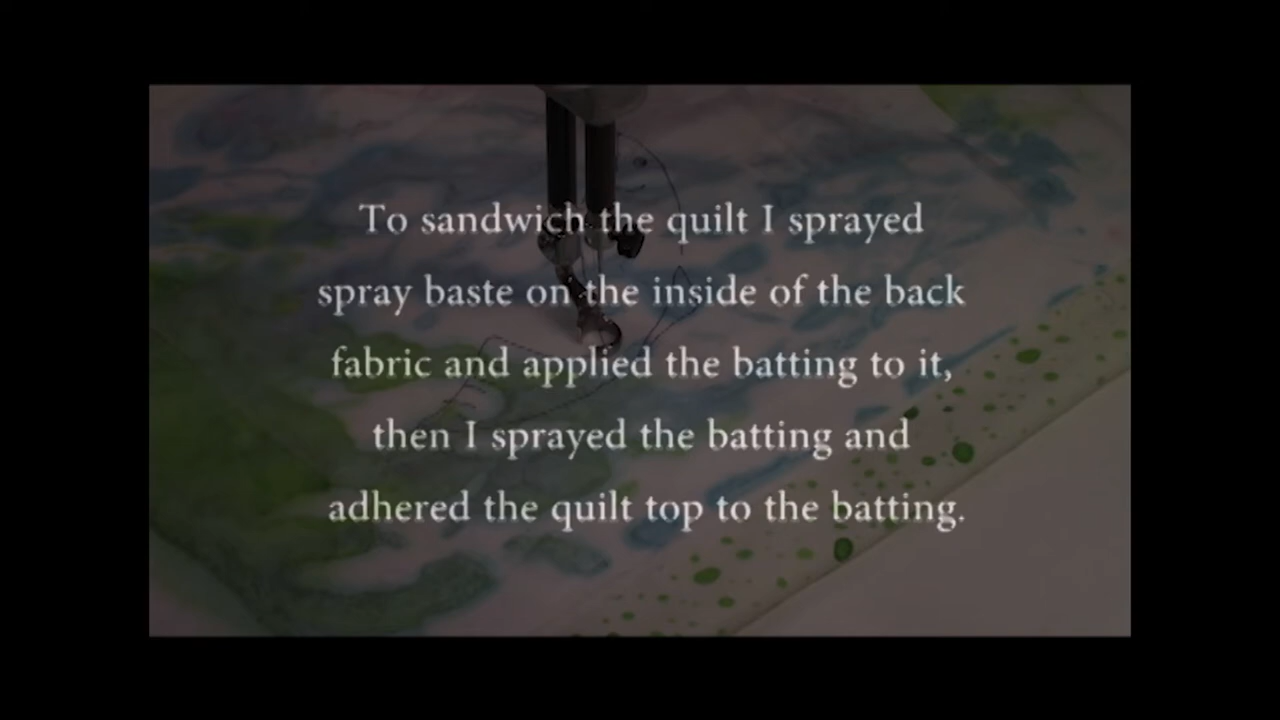 To sandwich the quilt I sprayed
spray baste on the inside of the back
fabric and applied the batting to it,
then I sprayed the batting and
adhered the quilt top to the batting.